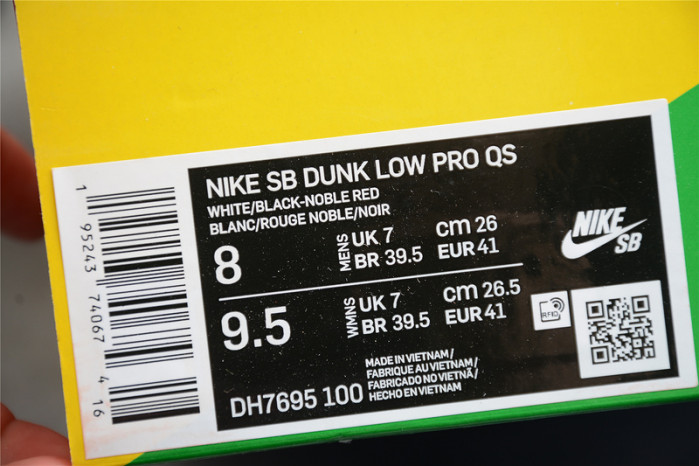 NIKE SB DUNK LOW PRO QS
WHITE/BLACK-NOBLE RED
BLANC/ROUGE NOBLE/NOIR
8
MENS
UK 7
cm 26
BR 39.5
EUR 41
NIKE
SB
9.5
WMNS
UK 7
cm 26.5
BR 39.5
EUR 41
RFID
DH7695 100
MADE IN VIETNAM/
FABRIQUE AU VIETNAM/
FABRICADO NO VIETNÃ/
HECHO EN VIETNAM
1 95243 74067 4 16